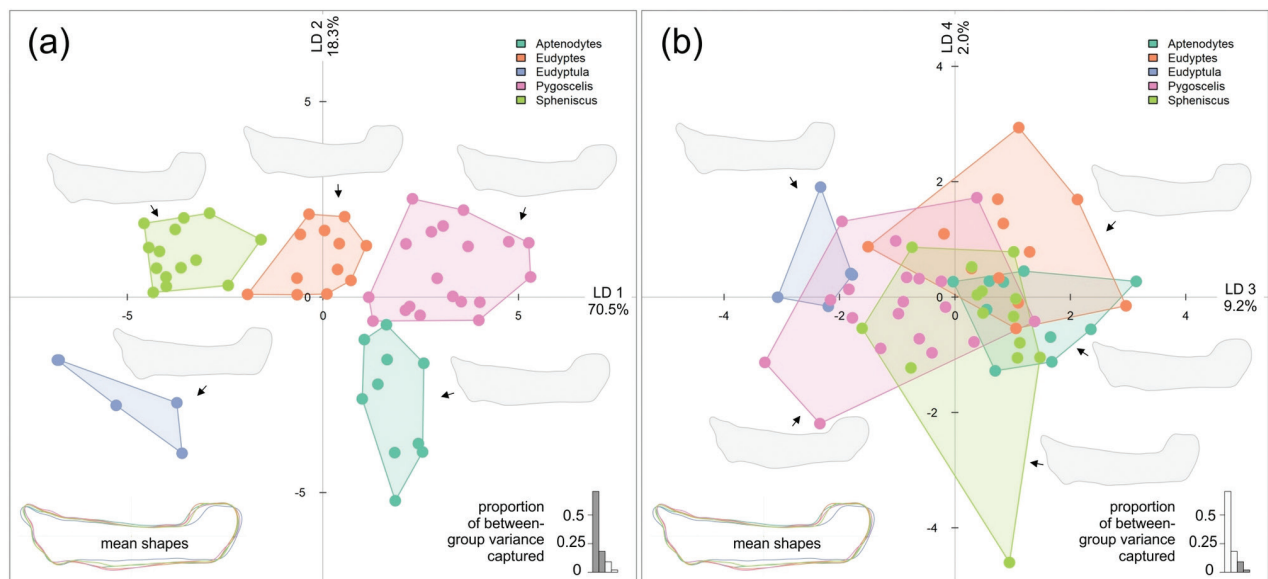 (a)
LD 2
18.3%
Aptenodytes
Eudyptes
Eudyptula
Pygoscelis
Spheniscus
5
-5
0
5
LD 1
70.5%
-5
mean shapes
proportion
of between-
group variance
captured
0.5
0.25
0
(b)
LD 4
2.0%
Aptenodytes
Eudyptes
Eudyptula
Pygoscelis
Spheniscus
4
2
-4
-2
0
2
4
LD 3
9.2%
-2
-4
mean shapes
proportion
of between-
group variance
captured
0.5
0.25
0